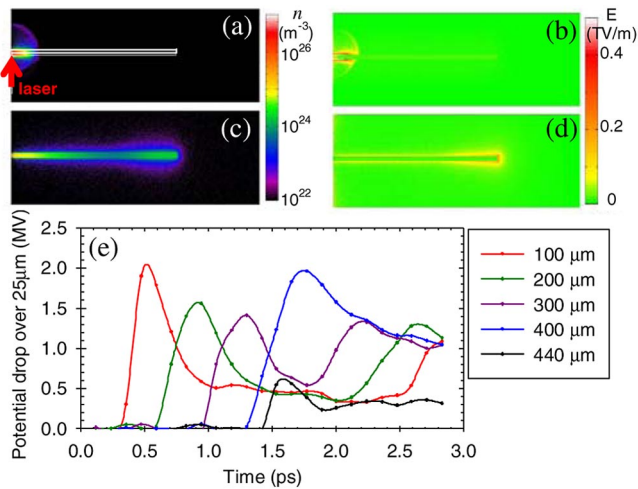 (a)
n
(m⁻³)
10²⁶
10²⁴
10²²
laser
(b)
E
(TV/m)
0.4
0.2
0
(c)
(d)
(e)
Potential drop over 25μm (MV)
2.5
2.0
1.5
1.0
0.5
0.0
0.0 0.5 1.0 1.5 2.0 2.5 3.0
Time (ps)
100 μm
200 μm
300 μm
400 μm
440 μm